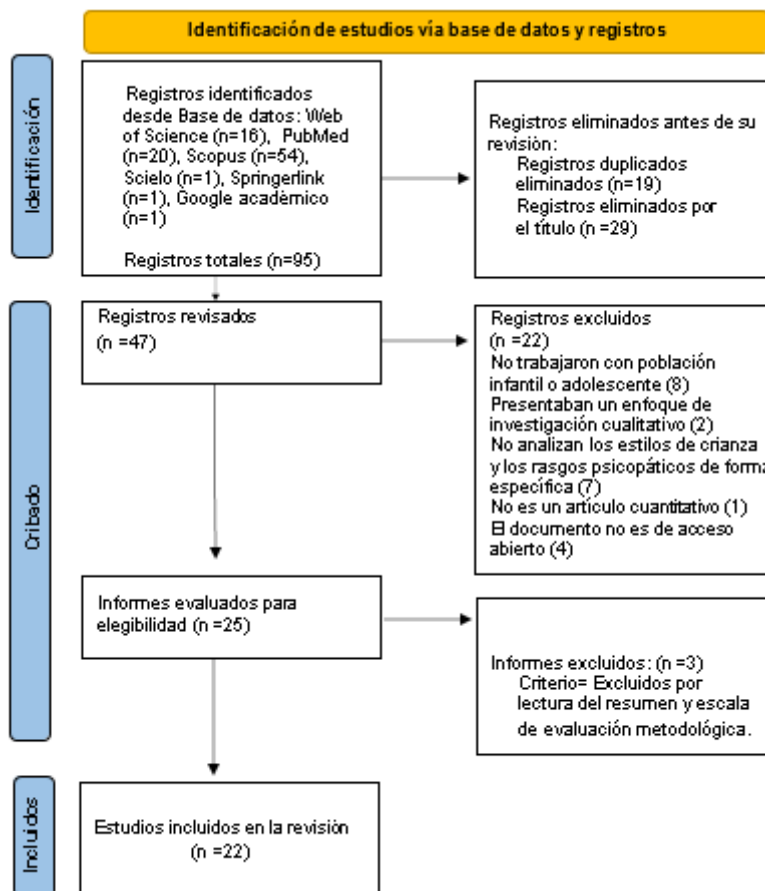 Identificación de estudios vía base de datos y registros
Identificación
Registros identificados
desde Base de datos: Web
of Science (n=16), PubMed
(n=20), Scopus (n=54),
Scielo (n=1), Springerlink
(n=1), Google acadèmico
(n=1)
Registros totales (n=95)
Registros eliminados antes de su
revisión:
Registros duplicados
eliminados (n=19)
Registros eliminados por
el título (n =29)
Cribado
Registros revisados
(n =47)
Registros excluidos
(n =22)
No trabajaron con población
infantil o adolescente (8)
Presentaban un enfoque de
investigación cualitativo (2)
No analizan los estilos de crianza
y los rasgos psicopáticos de forma
específica (7)
No es un artículo cuantitativo (1)
El documento no es de acceso
abierto (4)
Informes evaluados para
elegibilidad (n =25)
Informes excluidos: (n =3)
Criterio= Excluidos por
lectura del resumen y escala
de evaluación metodológica.
Incluidos
Estudios incluidos en la revisión
(n =22)